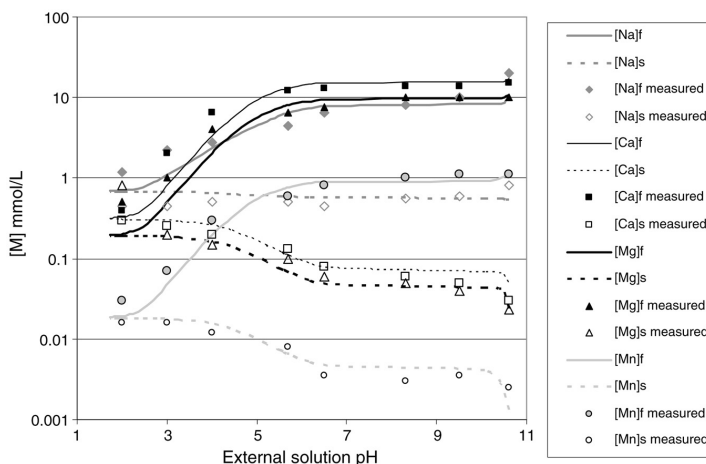 100
10
1
0.1
0.01
0.001
[M] mmol/L
1 3 5 7 9 11
External solution pH
[Na]f
[Na]s
[Na]f measured
[Na]s measured
[Ca]f
[Ca]s
[Ca]f measured
[Ca]s measured
[Mg]f
[Mg]s
[Mg]f measured
[Mg]s measured
[Mn]f
[Mn]s
[Mn]f measured
[Mn]s measured